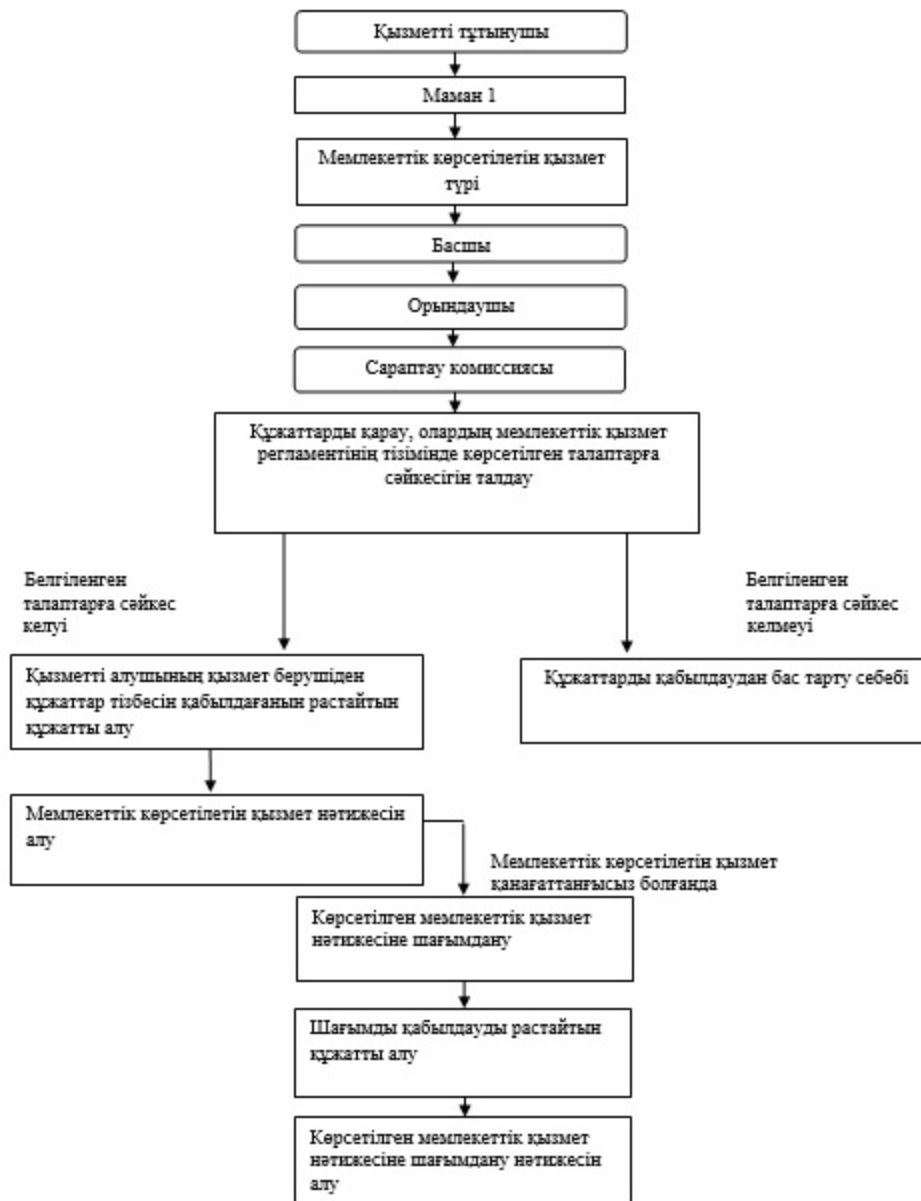 Қызметті тұтынушы
Маман 1
Мемлекеттік көрсетілетін қызмет
түрі
Басшы
Орындаушы
Сараптау комиссиясы
Құжаттарды қарау, олардың мемлекеттік қызмет
регламентінің тізімінде көрсетілген талаптарға
сәйкесігін талдау
Белгіленген
талаптарға сәйкес
келуі
Белгіленген
талаптарға сәйкес
келмеуі
Қызметті алушының қызмет берушіден
құжаттар тізбесін қабылдағанын растайтын
құжатты алу
Құжаттарды қабылдаудан бас тарту себебі
Мемлекеттік көрсетілетін қызмет нәтижесін
алу
Мемлекеттік көрсетілетін қызмет
қанағаттанғысыз болғанда
Көрсетілген мемлекеттік қызмет
нәтижесіне шағымдану
Шағымды қабылдауды растайтын
құжатты алу
Көрсетілген мемлекеттік қызмет
нәтижесіне шағымдану нәтижесін
алу